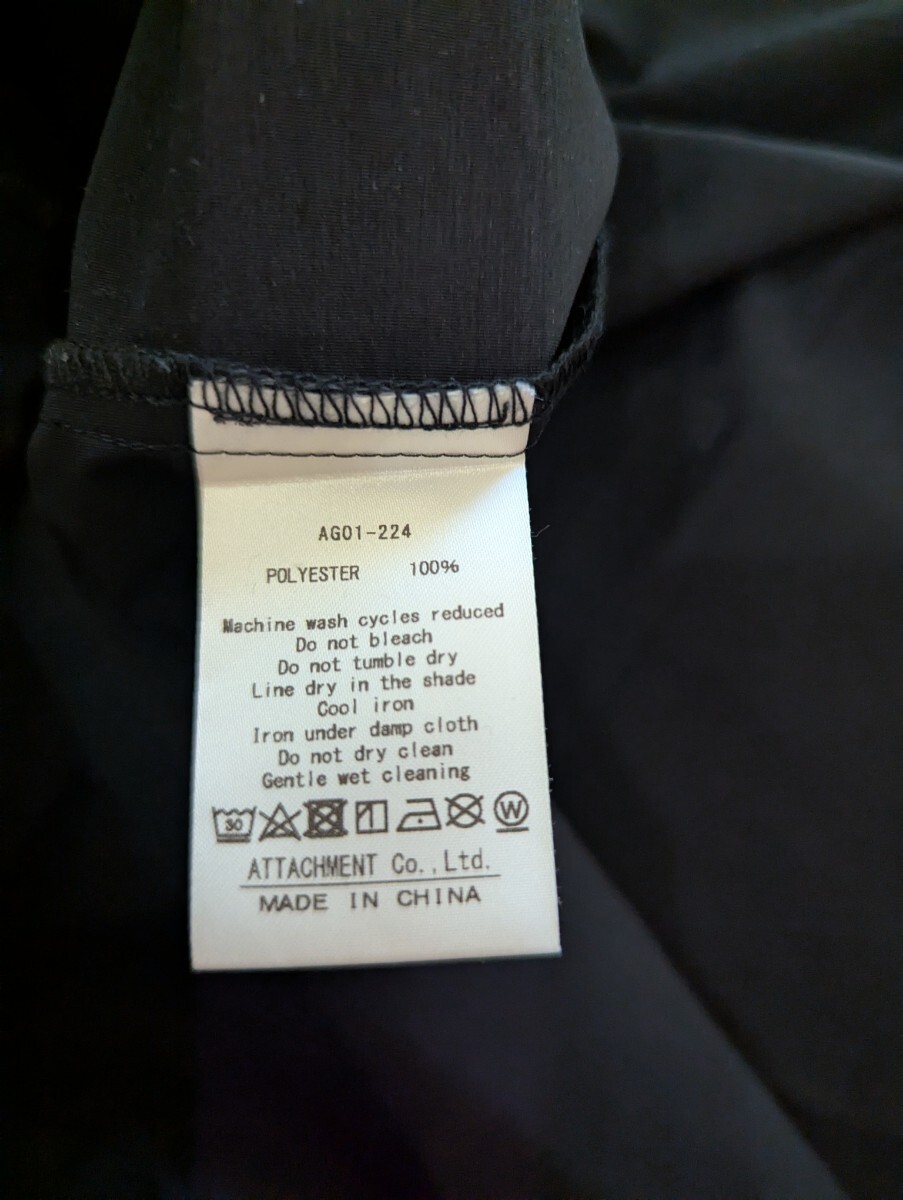 AG01-224
POLYESTER 100%
Machine wash cycles reduced
Do not bleach
Do not tumble dry
Line dry in the shade
Cool iron
Iron under damp cloth
Do not dry clean
Gentle wet cleaning
30 W
ATTACHMENT Co.,Ltd.
MADE IN CHINA